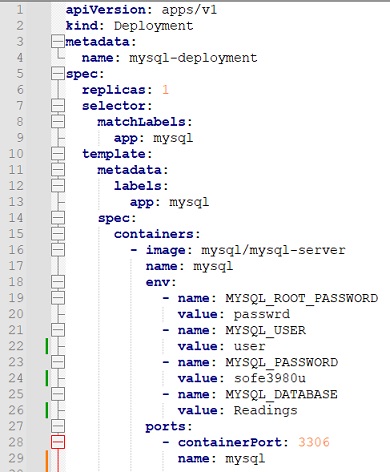 1 apiVersion: apps/v1
2 kind: Deployment
3 metadata:
4 name: mysql-deployment
5 spec:
6 replicas: 1
7 selector:
8 matchLabels:
9 app: mysql
10 template:
11 metadata:
12 labels:
13 app: mysql
14 spec:
15 containers:
16 - image: mysql/mysql-server
17 name: mysql
18 env:
19 - name: MYSQL_ROOT_PASSWORD
20 value: passwrd
21 - name: MYSQL_USER
22 value: user
23 - name: MYSQL_PASSWORD
24 value: sofe3980u
25 - name: MYSQL_DATABASE
26 value: Readings
27 ports:
28 - containerPort: 3306
29 name: mysql